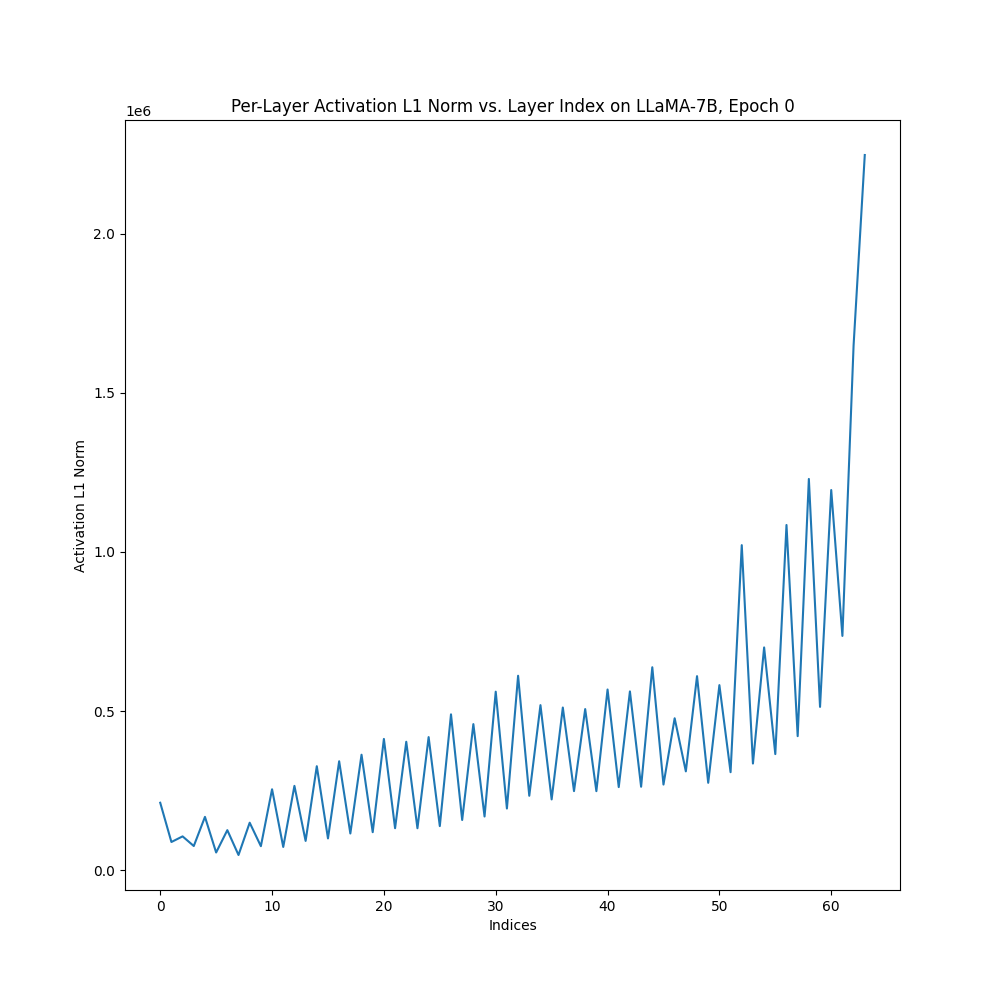 Per-Layer Activation L1 Norm vs. Layer Index on LLaMA-7B, Epoch 0
1e6
2.0
1.5
1.0
0.5
0.0
Activation L1 Norm
0 10 20 30 40 50 60
Indices